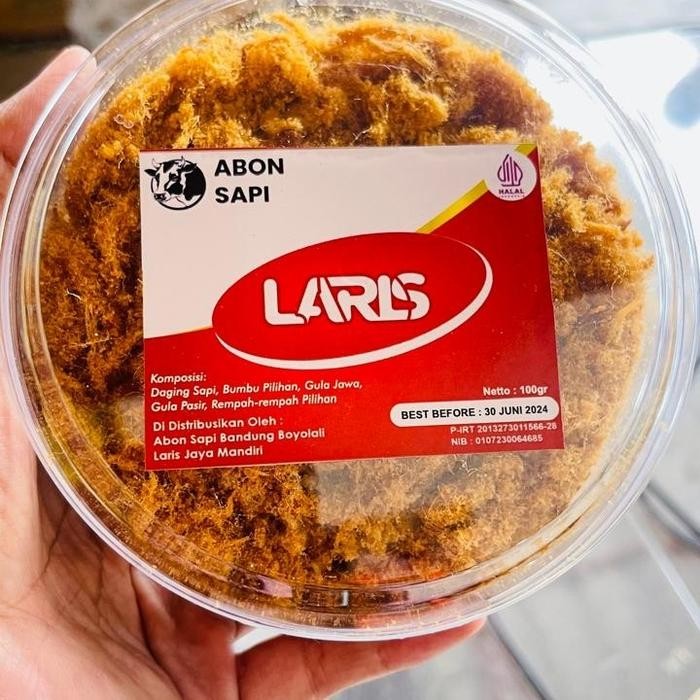 ABON
SAPI
HALAL
INDONESIA
LARIS
Komposisi:
Daging Sapi, Bumbu Pilihan, Gula Jawa,
Gula Pasir, Rempah-rempah Pilihan
Di Distribusikan Oleh :
Abon Sapi Bandung Boyolali
Laris Jaya Mandiri
Netto : 100gr
BEST BEFORE : 30 JUNI 2024
P-IRT 2013273011566-28
NIB : 0107230064685